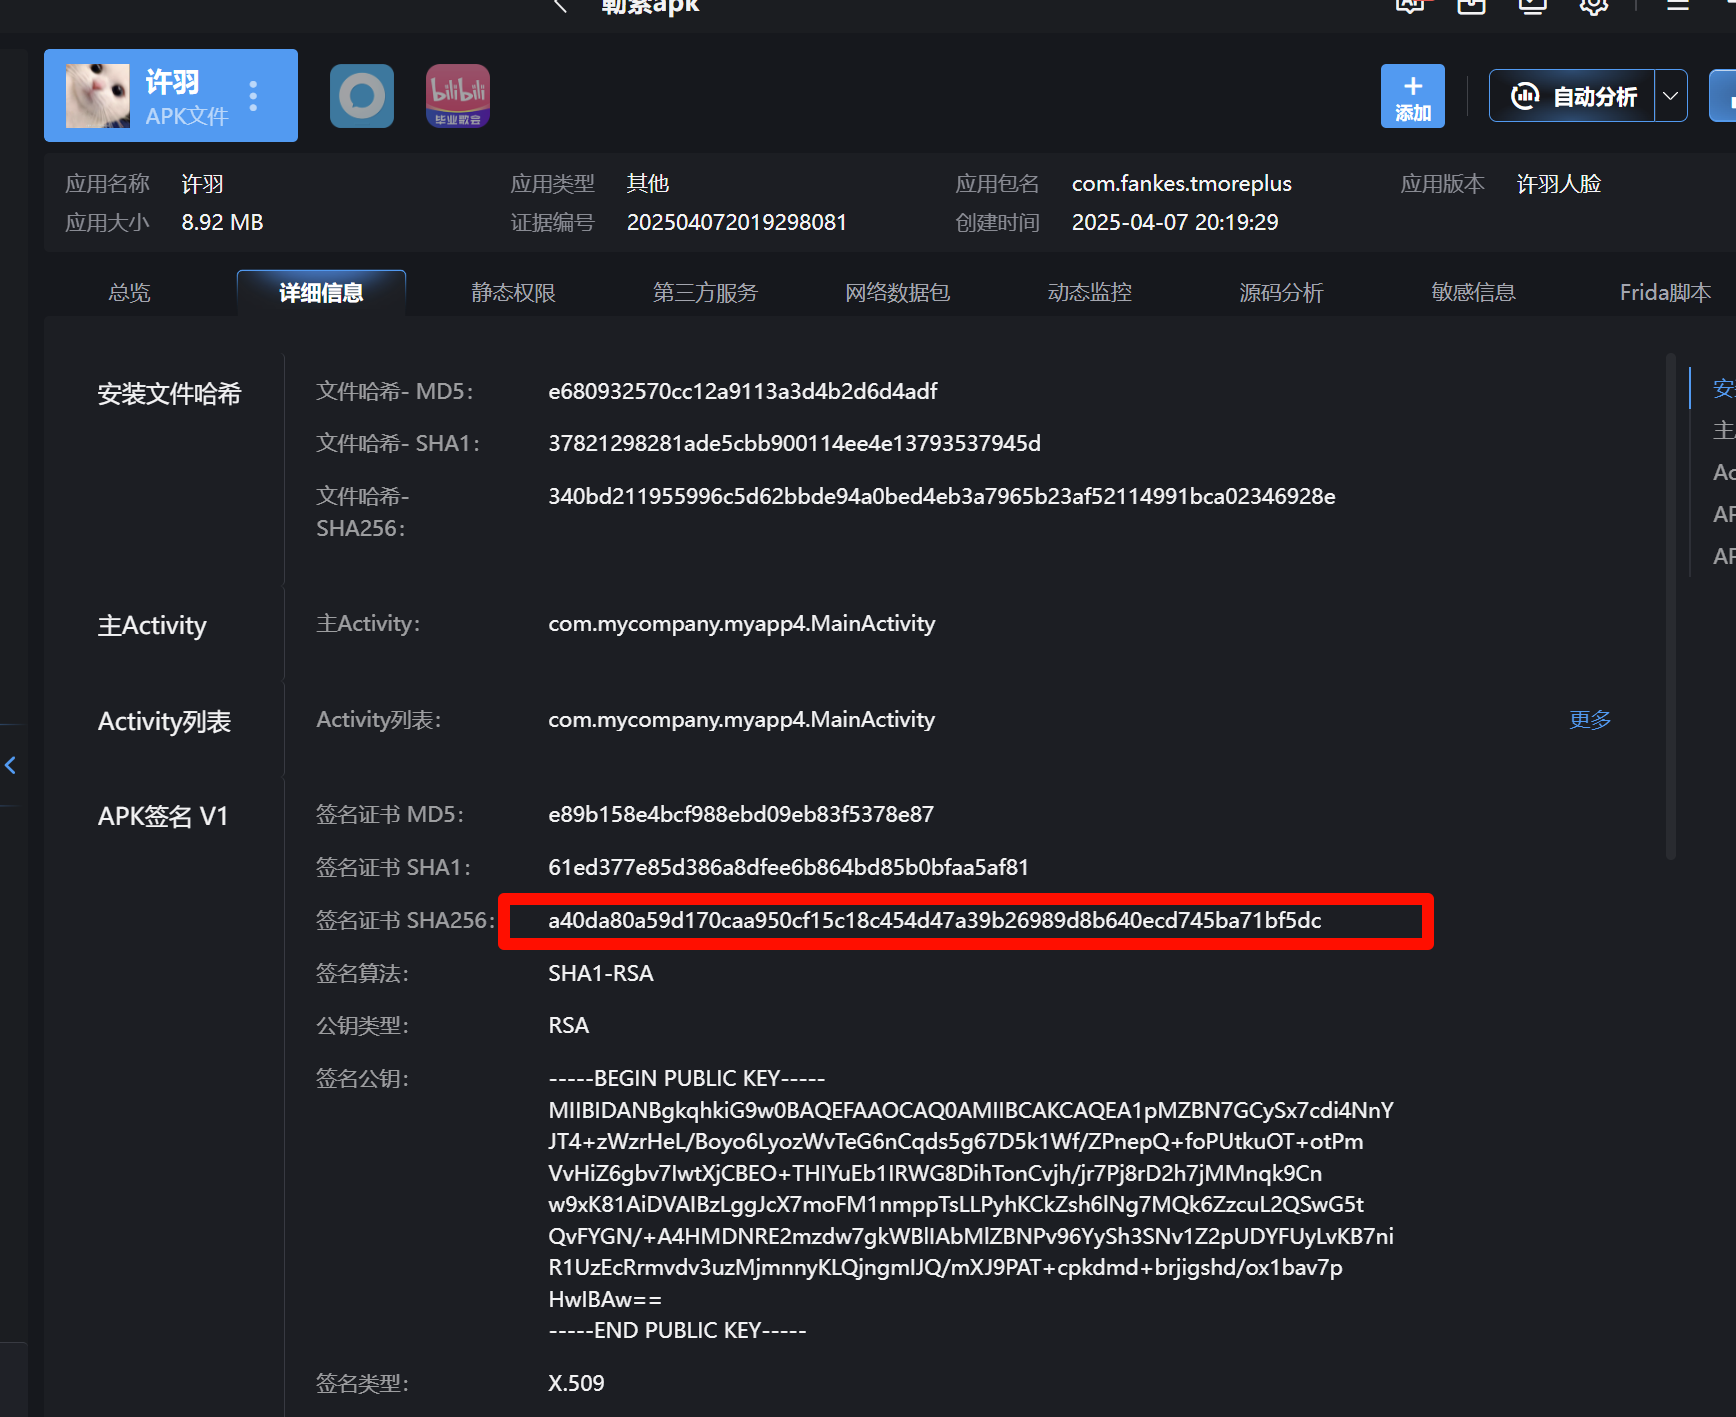 勒索apk
许羽
APK文件
bilibili
毕业歌会
添加
自动分析
应用名称 许羽 应用类型 其他 应用包名 com.fankes.tmoreplus 应用版本 许羽人脸
应用大小 8.92 MB 证据编号 202504072019298081 创建时间 2025-04-07 20:19:29
总览 详细信息 静态权限 第三方服务 网络数据包 动态监控 源码分析 敏感信息 Frida脚本
安装文件哈希 文件哈希- MD5: e680932570cc12a9113a3d4b2d6d4adf
文件哈希- SHA1: 37821298281ade5cbb900114ee4e13793537945d
文件哈希- 340bd211955996c5d62bbde94a0bed4eb3a7965b23af52114991bca02346928e
SHA256:
主Activity 主Activity: com.mycompany.myapp4.MainActivity
Activity列表 Activity列表: com.mycompany.myapp4.MainActivity 更多
APK签名 V1 签名证书 MD5: e89b158e4bcf988ebd09eb83f5378e87
签名证书 SHA1: 61ed377e85d386a8dfee6b864bd85b0bfaa5af81
签名证书 SHA256: a40da80a59d170caa950cf15c18c454d47a39b26989d8b640ecd745ba71bf5dc
签名算法: SHA1-RSA
公钥类型: RSA
签名公钥: -----BEGIN PUBLIC KEY-----
MIIBIDANBgkqhkiG9w0BAQEFAAOCAQ0AMIIBCAKCAQEA1pMZBN7GCySx7cdi4NnY
JT4+zWzrHeL/Boyo6LyozWvTeG6nCqds5g67D5k1Wf/ZPnepQ+foPUtkuOT+otPm
VvHiZ6gbv7IwtXjCBEO+THIYuEb1IRWG8DihTonCvjh/jr7Pj8rD2h7jMMnqk9Cn
w9xK81AiDVAIBzLggJcX7moFM1nmppTsLLPyhKCkZsh6lNg7MQk6ZzcuL2QSwG5t
QvFYGN/+A4HMDNRE2mzdw7gkWBlIAbMlZBNPv96YySh3SNv1Z2pUDYFUyLvKB7ni
R1UzEcRrmvdv3uzMjmnnyKLQjngmIJQ/mXJ9PAT+cpkdmd+brjigshd/ox1bav7p
HwIBAw==
-----END PUBLIC KEY-----
签名类型: X.509